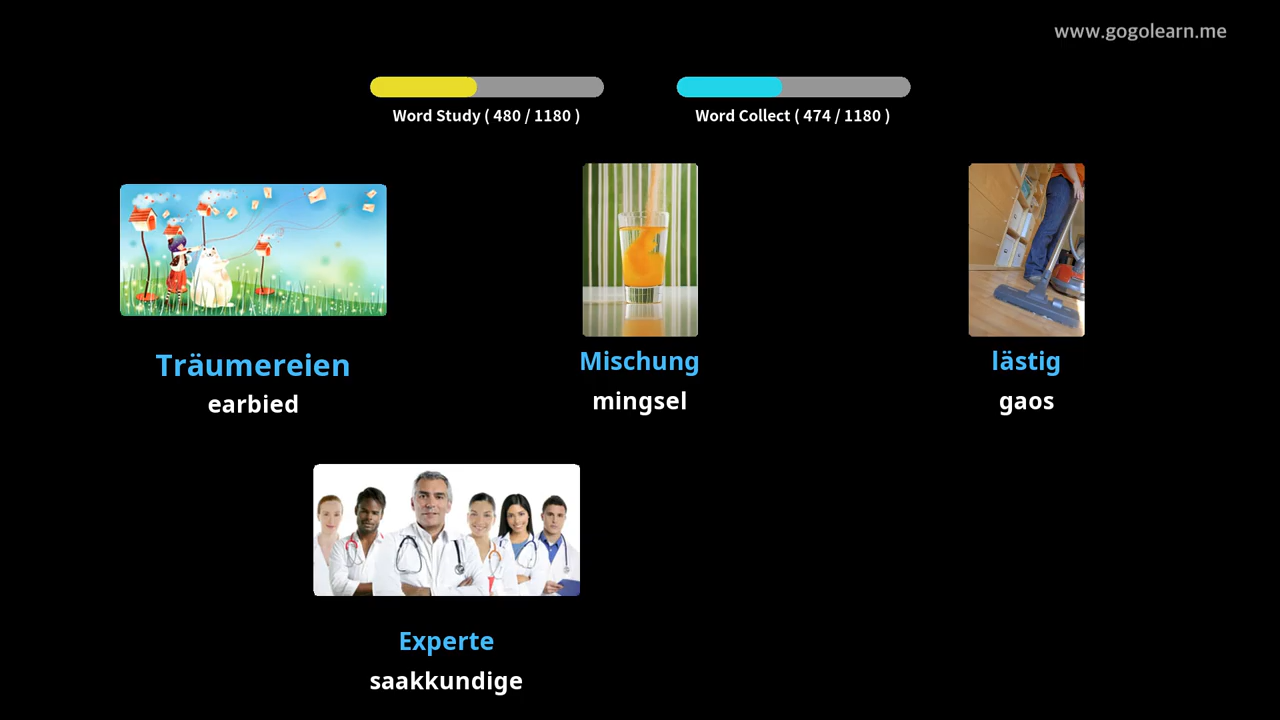 www.gogolearn.me
Word Study ( 480 / 1180 )
Word Collect ( 474 / 1180 )
Träumereien
earbied
Mischung
mingsel
lästig
gaos
Experte
saakkundige